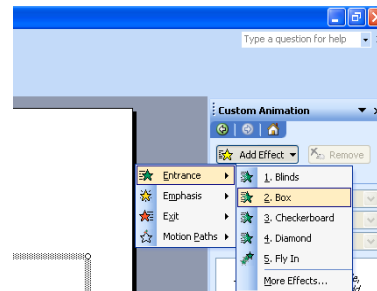 Type a question for help
Custom Animation
Add Effect
Remove
Entrance
Emphasis
Exit
Motion Paths
1. Blinds
2. Box
3. Checkerboard
4. Diamond
5. Fly In
More Effects...